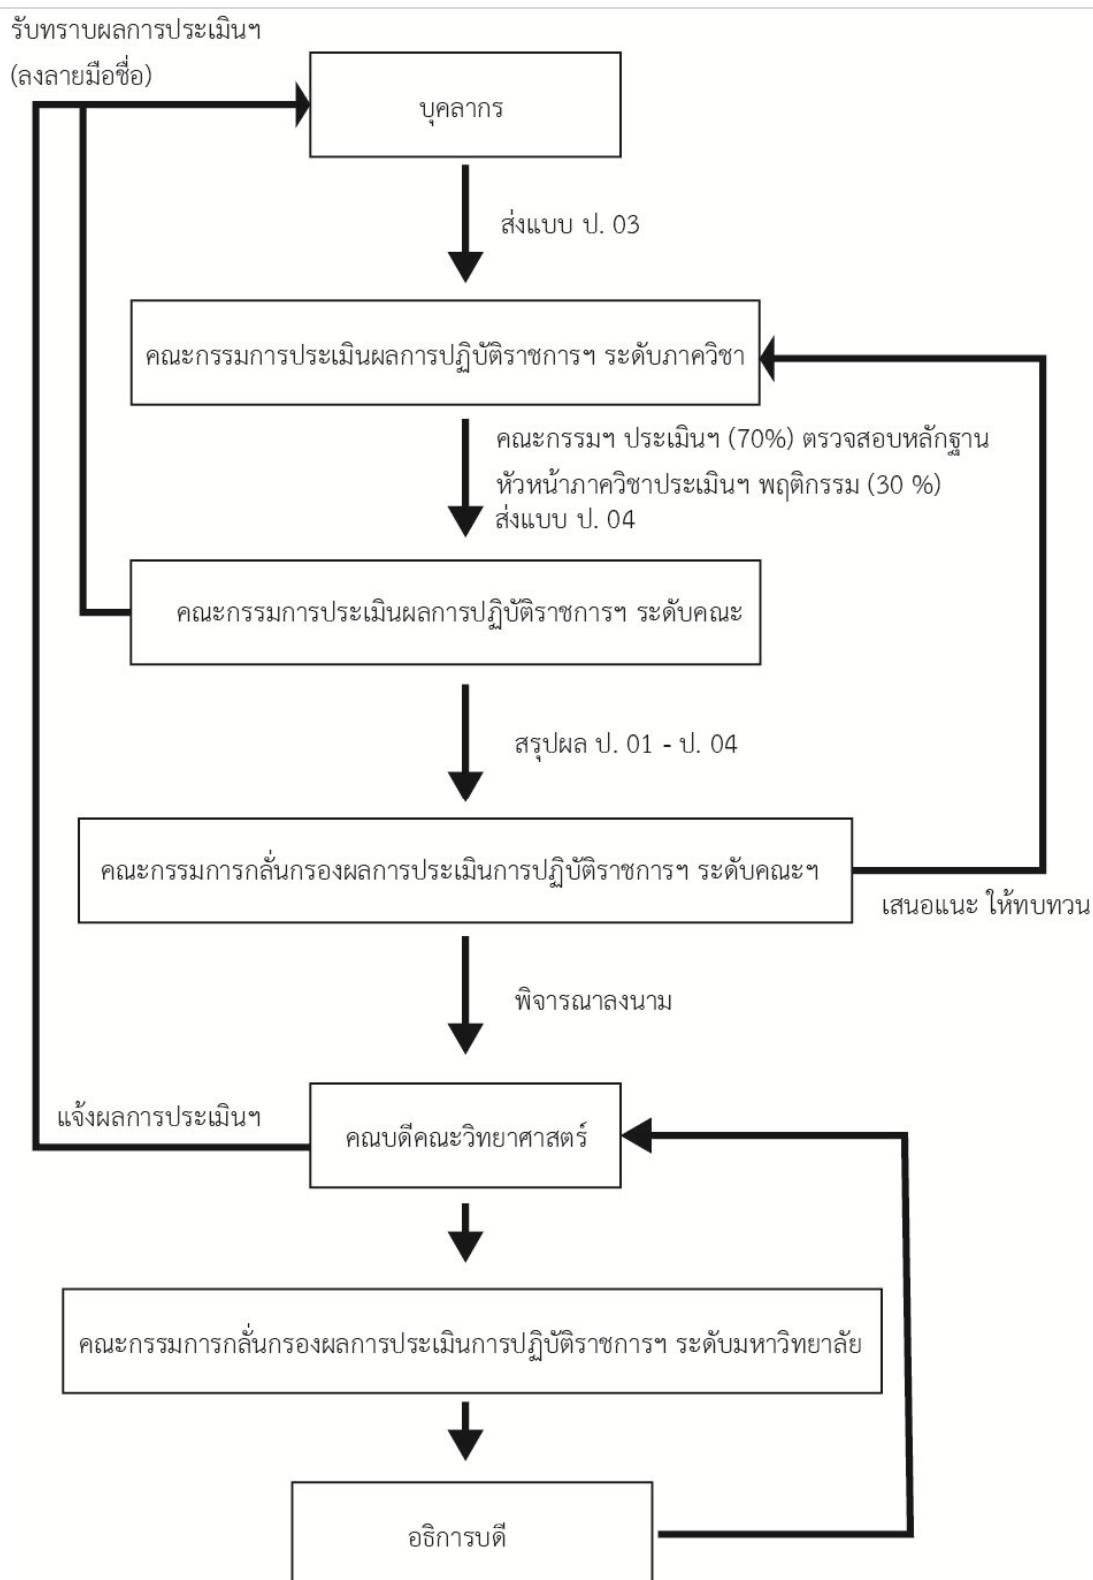 รับทราบผลการประเมินฯ
(ลงลายมือชื่อ)
บุคลากร
ส่งแบบ ป. 03
คณะกรรมการประเมินผลการปฏิบัติราชการฯ ระดับภาควิชา
คณะกรรมฯ ประเมินฯ (70%) ตรวจสอบหลักฐาน
หัวหน้าภาควิชาประเมินฯ พฤติกรรม (30 %)
ส่งแบบ ป. 04
คณะกรรมการประเมินผลการปฏิบัติราชการฯ ระดับคณะ
สรุปผล ป. 01 - ป. 04
คณะกรรมการกลั่นกรองผลการประเมินการปฏิบัติราชการฯ ระดับคณะฯ
เสนอแนะ ให้ทบทวน
พิจารณาลงนาม
แจ้งผลการประเมินฯ
คณบดีคณะวิทยาศาสตร์
คณะกรรมการกลั่นกรองผลการประเมินการปฏิบัติราชการฯ ระดับมหาวิทยาลัย
อธิการบดี